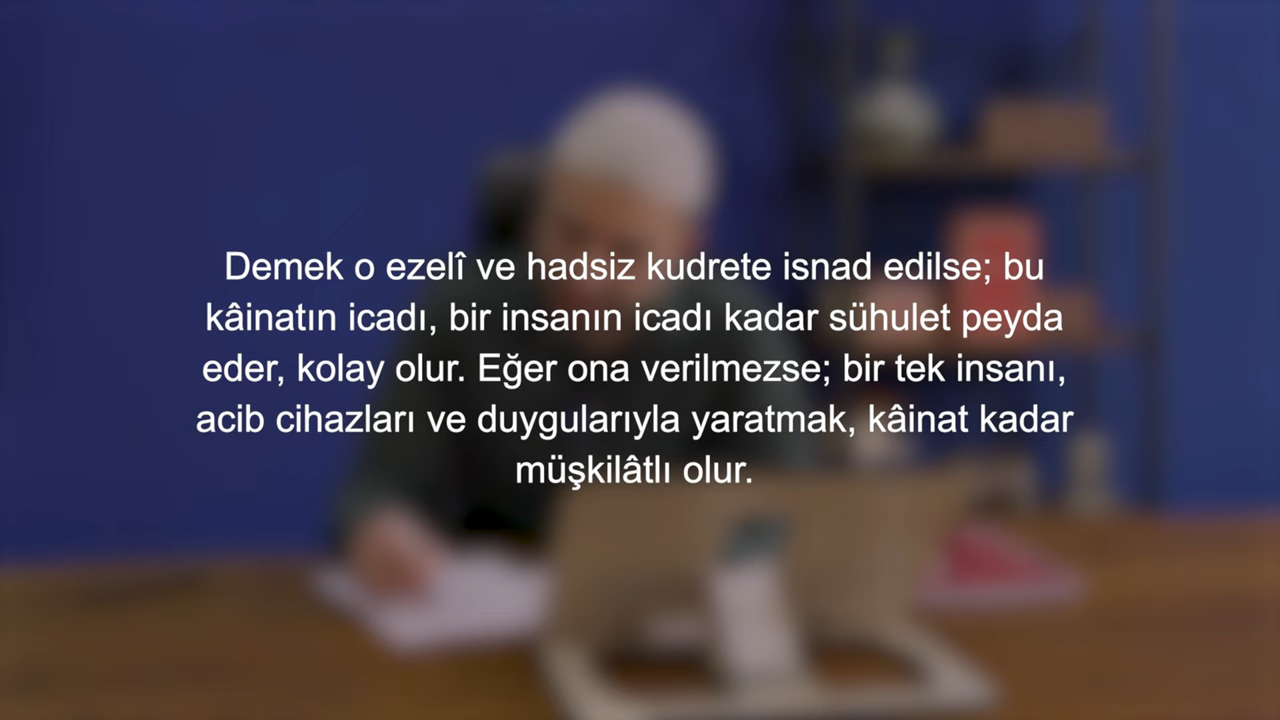 Demek o ezelî ve hadsiz kudrete isnad edilse; bu
kâinatın icadı, bir insanın icadı kadar sühulet peyda
eder, kolay olur. Eğer ona verilmezse; bir tek insanı,
acib cihazları ve duygularıyla yaratmak, kâinat kadar
müşkilâtlı olur.